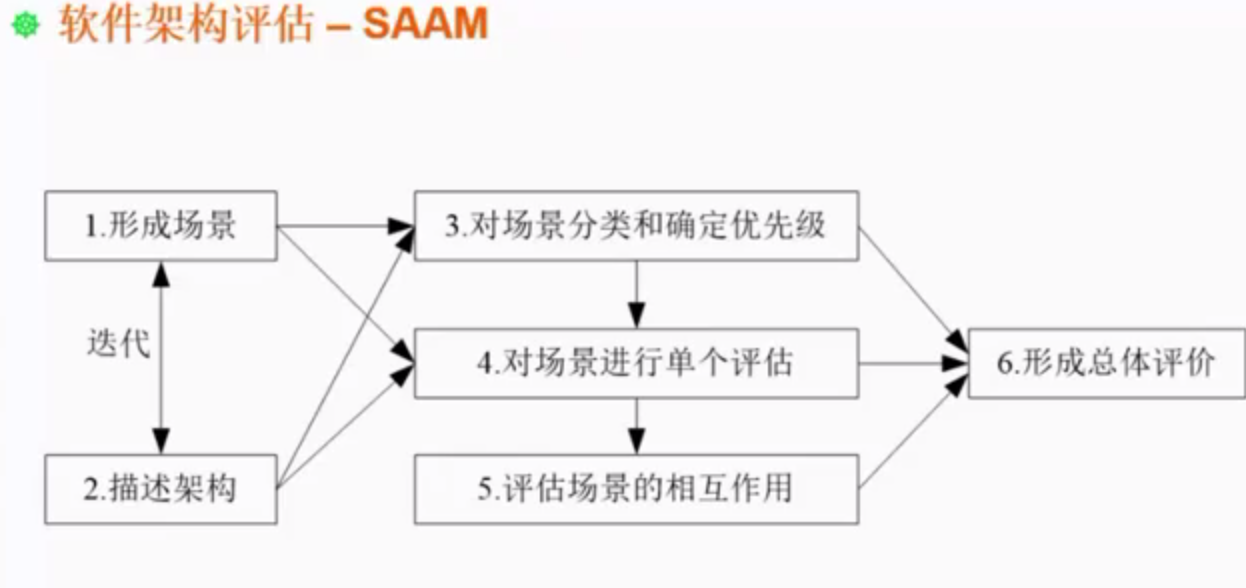 软件架构评估 – SAAM
1.形成场景
3.对场景分类和确定优先级
迭代
4.对场景进行单个评估
6.形成总体评价
2.描述架构
5.评估场景的相互作用